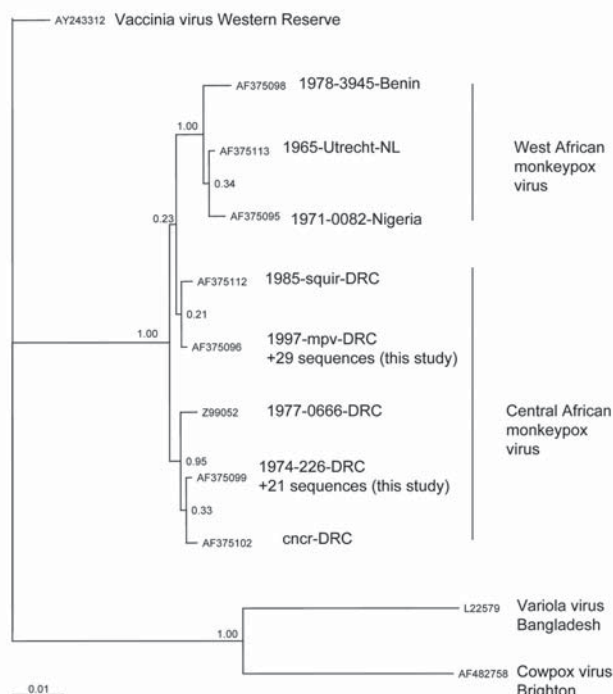 AY243312 Vaccinia virus Western Reserve
AF375098 1978-3945-Benin
1.00
AF375113 1965-Utrecht-NL
West African
monkeypox
virus
0.34
0.23
AF375095 1971-0082-Nigeria
AF375112 1985-squir-DRC
0.21
1.00
AF375096 1997-mpv-DRC
+29 sequences (this study)
Z99052 1977-0666-DRC
Central African
monkeypox
virus
0.95
AF375099 1974-226-DRC
+21 sequences (this study)
0.33
AF375102 cncr-DRC
L22579 Variola virus
Bangladesh
1.00
AF482758 Cowpox virus
Brighton
0.01